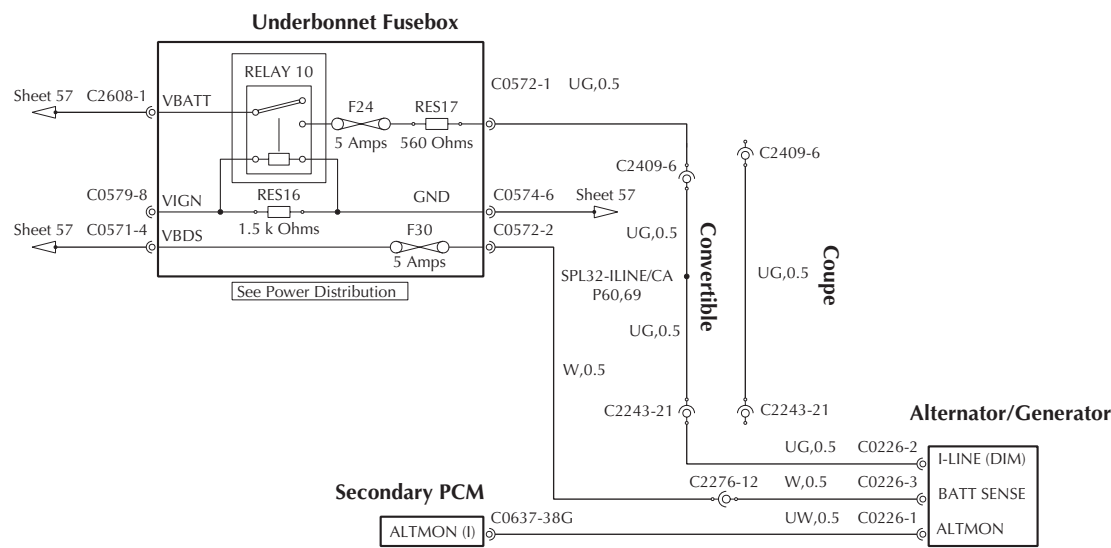 Underbonnet Fusebox
RELAY 10
C0572-1 UG,0.5
Sheet 57 C2608-1 VBATT
F24 RES17
5 Amps 560 Ohms
C2409-6 C2409-6
C0579-8 VIGN RES16 GND C0574-6 Sheet 57
1.5 k Ohms
Sheet 57 C0571-4 VBDS F30 C0572-2
5 Amps
UG,0.5
Convertible
Coupe
SPL32-ILINE/CA
P60,69
UG,0.5
See Power Distribution
UG,0.5
W,0.5
C2243-21 C2243-21
Alternator/Generator
UG,0.5 C0226-2 I-LINE (DIM)
C2276-12 W,0.5 C0226-3 BATT SENSE
Secondary PCM
ALTMON (I) C0637-38G UW,0.5 C0226-1 ALTMON